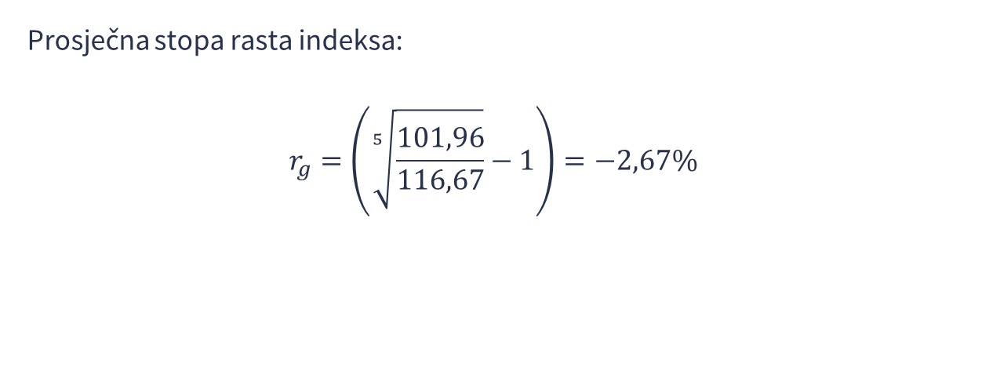 Prosječna stopa rasta indeksa:
r_g = ( ⁵√(101,96 / 116,67) − 1 ) = −2,67%